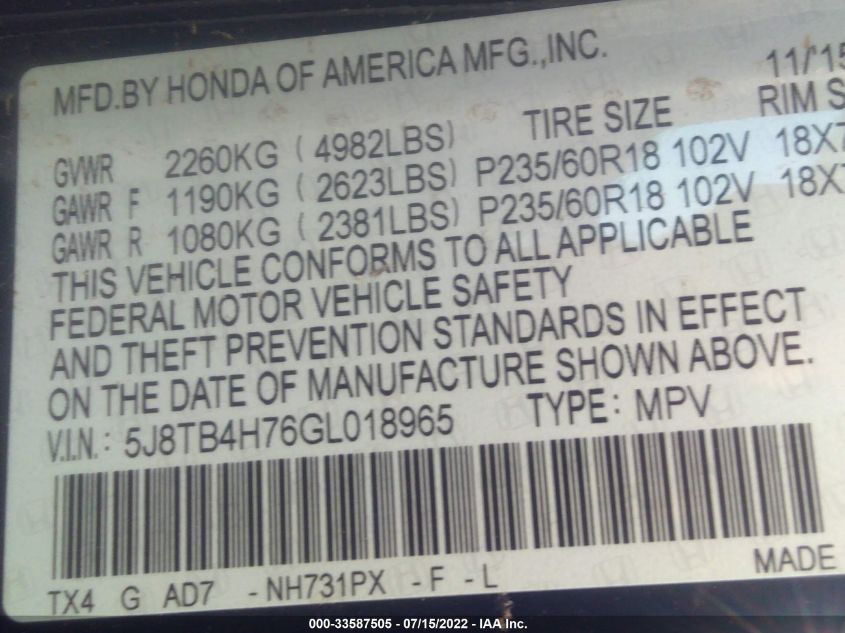 MFD.BY HONDA OF AMERICA MFG.,INC. 11/15
TIRE SIZE RIM S
GVWR 2260KG ( 4982LBS)
GAWR F 1190KG ( 2623LBS) P235/60R18 102V 18X7
GAWR R 1080KG ( 2381LBS) P235/60R18 102V 18X7
THIS VEHICLE CONFORMS TO ALL APPLICABLE
FEDERAL MOTOR VEHICLE SAFETY
AND THEFT PREVENTION STANDARDS IN EFFECT
ON THE DATE OF MANUFACTURE SHOWN ABOVE.
V.I.N.: 5J8TB4H76GL018965 TYPE: MPV
TX4 G AD7 -NH731PX -F -L MADE
000-33587505 - 07/15/2022 - IAA Inc.